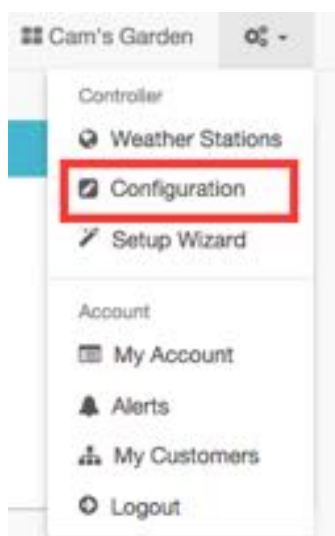 Cam's Garden
Controller
Weather Stations
Configuration
Setup Wizard
Account
My Account
Alerts
My Customers
Logout